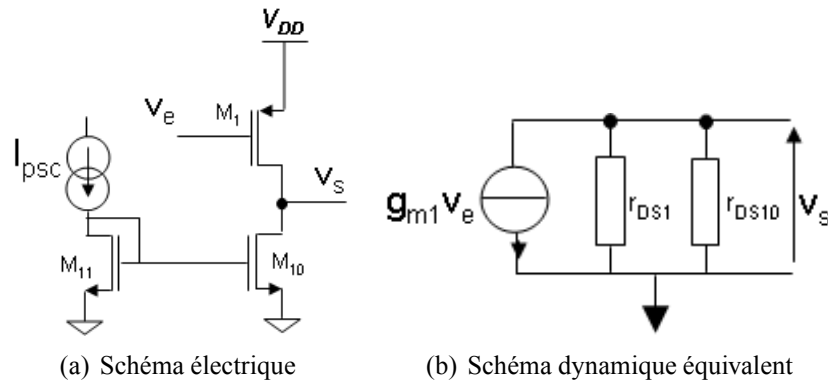 V_DD
v_e
M_1
I_psc
v_s
M_11
M_10
g_m1 v_e
r_DS1
r_DS10
v_s
(a) Schéma électrique
(b) Schéma dynamique équivalent